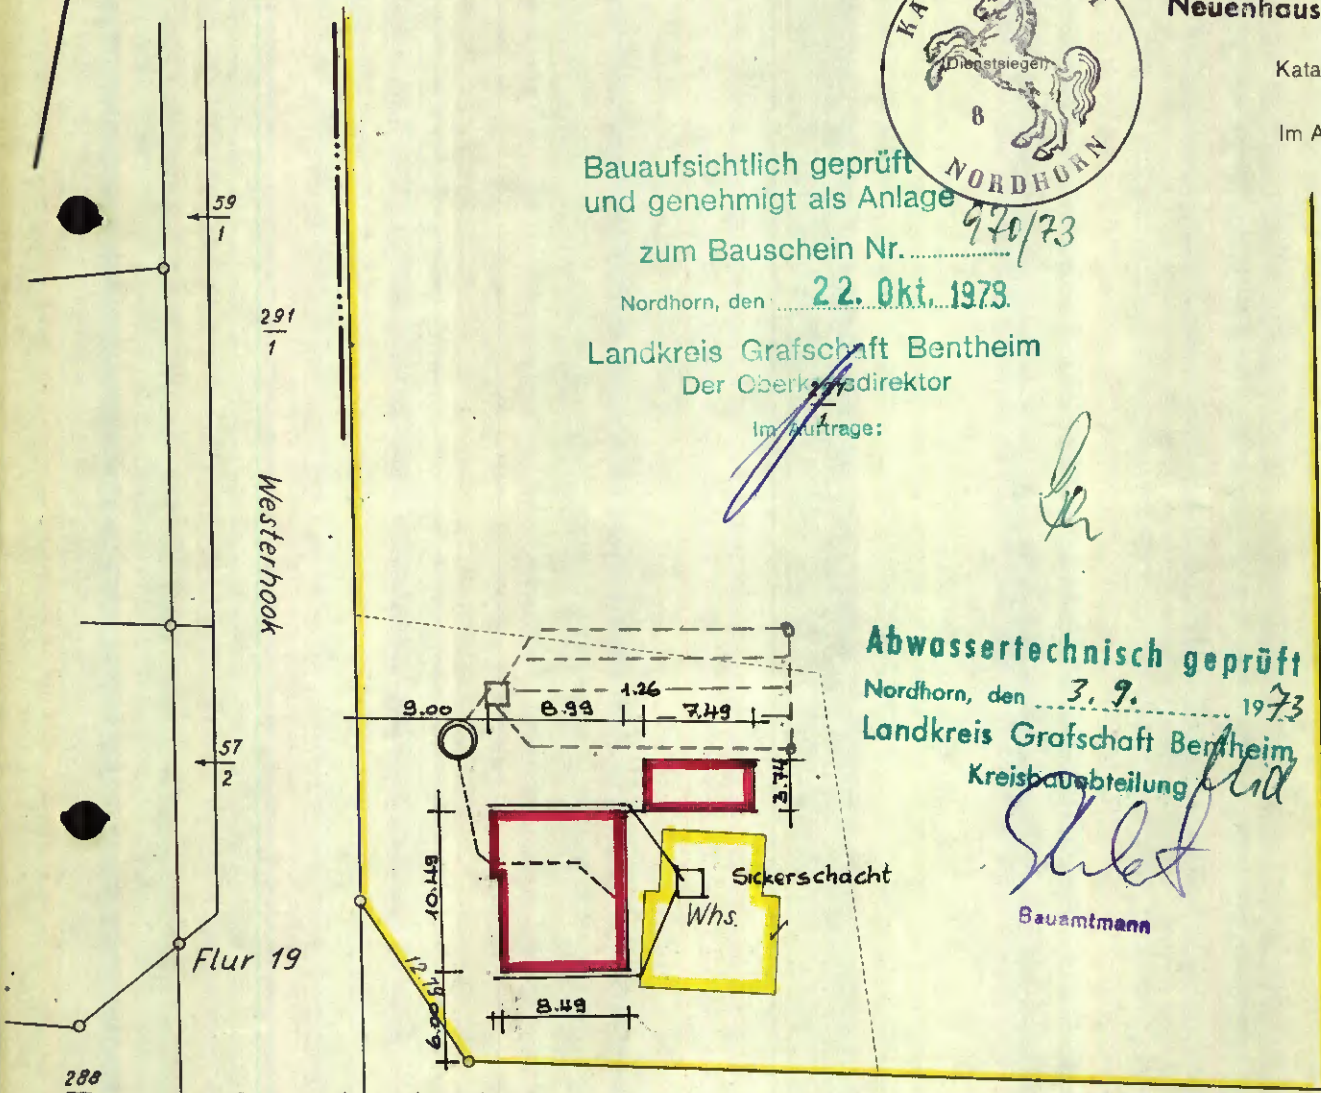 Neuenhaus
Kata
Im A
KA
(Dienstsiegel)
8
NORDHORN
Bauaufsichtlich geprüft
und genehmigt als Anlage
zum Bauschein Nr. 970/73
Nordhorn, den 22. Okt. 1973.
Landkreis Grafschaft Bentheim
Der Oberkreisdirektor
Im Auftrage:
59
1
291
1
Westerhook
57
2
Flur 19
288
Abwassertechnisch geprüft
Nordhorn, den 3. 9. 1973
Landkreis Grafschaft Bentheim
Kreisbauabteilung
Bauamtmann
1.26
9.00
8.99
7.49
3.74
10.49
Sickerschacht
Whs.
8.49
6.00